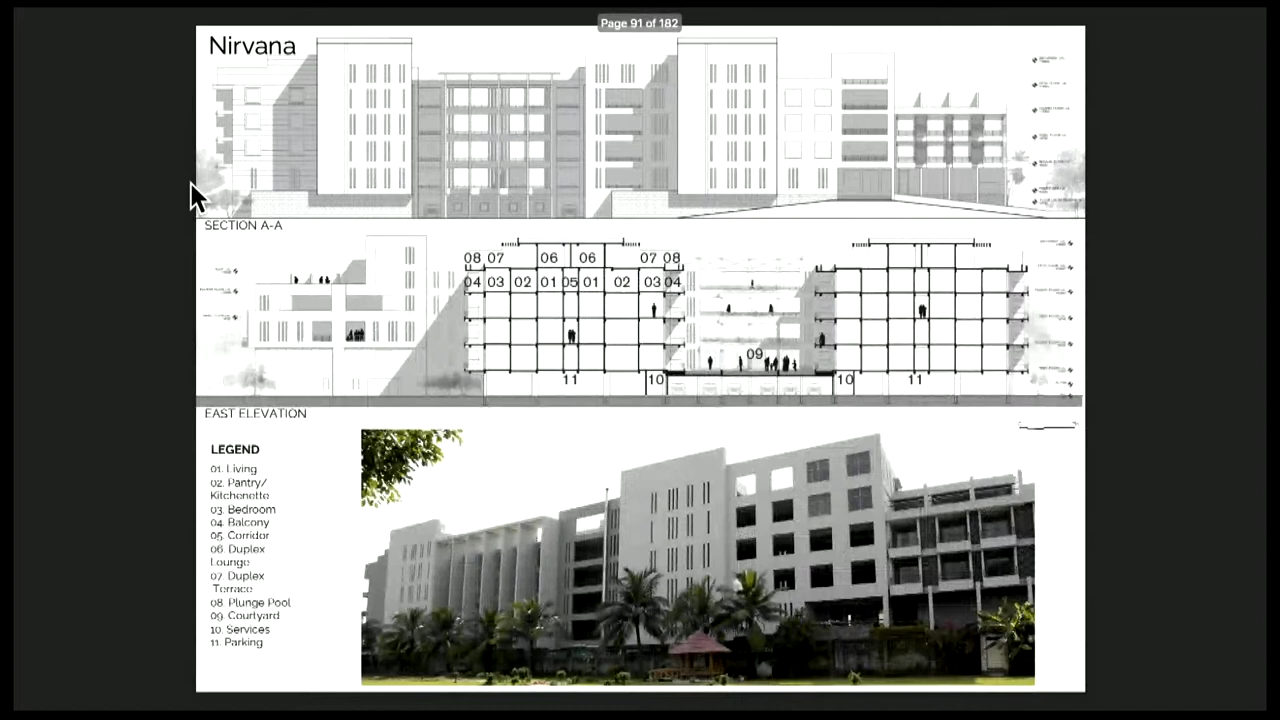 Page 91 of 182
Nirvana
SECTION A-A
08 07 06 06 07 08
04 03 02 01 05 01 02 03 04
09
11 10 10 11
EAST ELEVATION
LEGEND
01. Living
02. Pantry/
Kitchenette
03. Bedroom
04. Balcony
05. Corridor
06. Duplex
Lounge
07. Duplex
Terrace
08. Plunge Pool
09. Courtyard
10. Services
11. Parking